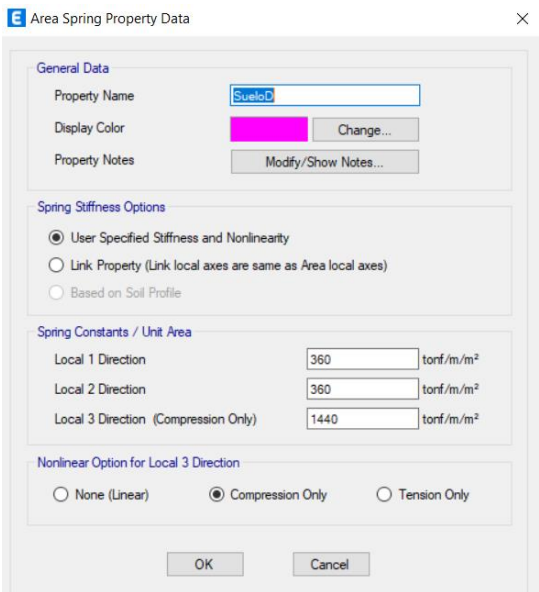 E Area Spring Property Data
General Data
Property Name SueloD
Display Color Change...
Property Notes Modify/Show Notes...
Spring Stiffness Options
User Specified Stiffness and Nonlinearity
Link Property (Link local axes are same as Area local axes)
Based on Soil Profile
Spring Constants / Unit Area
Local 1 Direction 360 tonf/m/m²
Local 2 Direction 360 tonf/m/m²
Local 3 Direction (Compression Only) 1440 tonf/m/m²
Nonlinear Option for Local 3 Direction
None (Linear) Compression Only Tension Only
OK Cancel